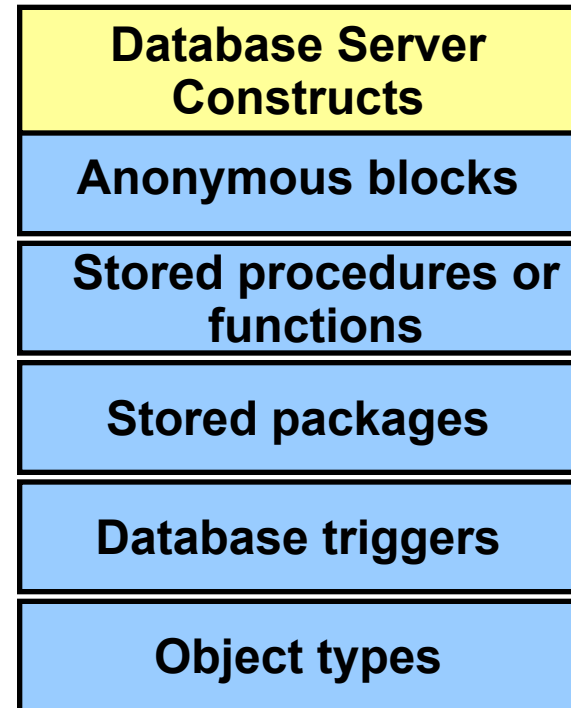 Database Server
Constructs
Anonymous blocks
Stored procedures or
functions
Stored packages
Database triggers
Object types